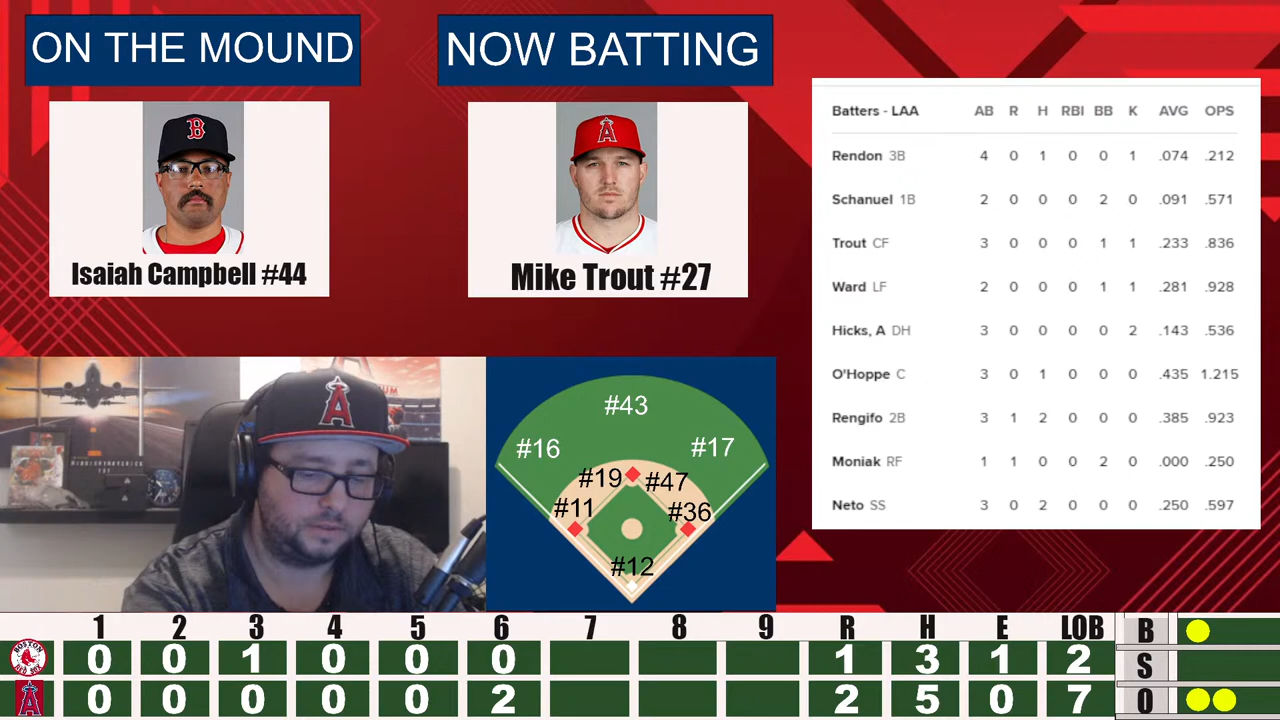 ON THE MOUND
NOW BATTING
Isaiah Campbell #44
Mike Trout #27
Batters - LAA AB R H RBI BB K AVG OPS
Rendon 3B 4 0 1 0 0 1 .074 .212
Schanuel 1B 2 0 0 0 2 0 .091 .571
Trout CF 3 0 0 0 1 1 .233 .836
Ward LF 2 0 0 0 1 1 .281 .928
Hicks, A DH 3 0 0 0 0 2 .143 .536
O'Hoppe C 3 0 1 0 0 0 .435 1.215
Rengifo 2B 3 1 2 0 0 0 .385 .923
Moniak RF 1 1 0 0 2 0 .000 .250
Neto SS 3 0 2 0 0 0 .250 .597
#43
#16 #17
#19 #47
#11 #36
#12
1 2 3 4 5 6 7 8 9 R H E LOB B
0 0 1 0 0 0 1 3 1 2 S
0 0 0 0 0 2 2 5 0 7 O